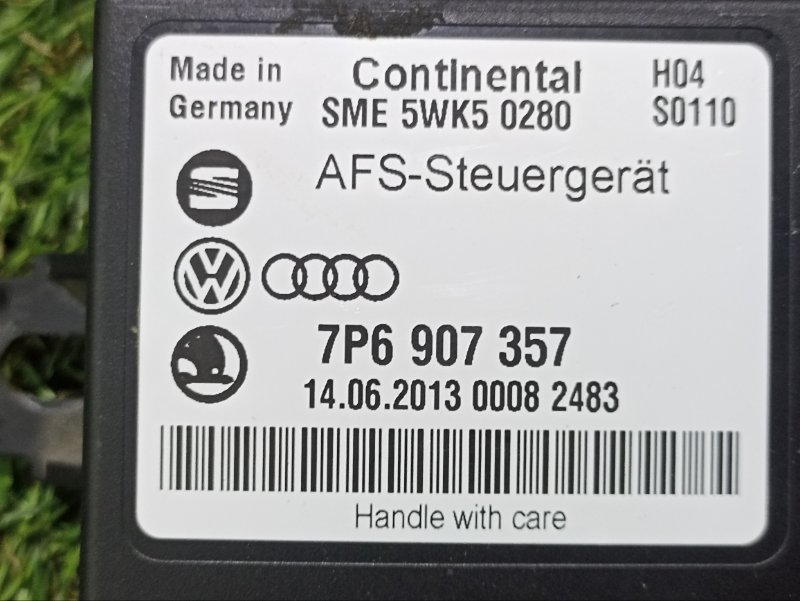 Made in Continental H04
Germany SME 5WK5 0280 S0110
AFS-Steuergerät
7P6 907 357
14.06.2013 0008 2483
Handle with care